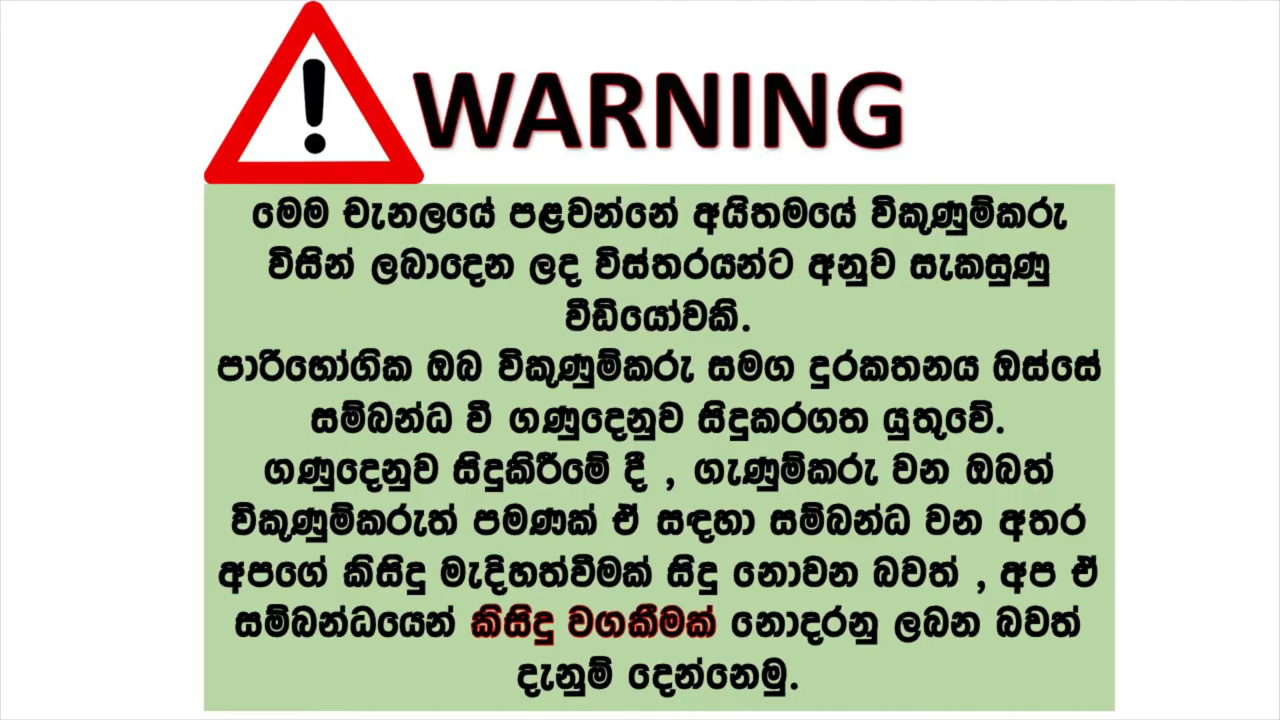 WARNING
මෙම චැනලයේ පළවන්නේ අයිතමයේ විකුණුම්කරු
විසින් ලබාදෙන ලද විස්තරයන්ට අනුව සැකසුණු
වීඩියෝවකි.
පාරිභෝගික ඔබ විකුණුම්කරු සමග දුරකතනය ඔස්සේ
සම්බන්ධ වී ගණුදෙනුව සිදුකරගත යුතුවේ.
ගණුදෙනුව සිදුකිරීමේ දී , ගැණුම්කරු වන ඔබත්
විකුණුම්කරුත් පමණක් ඒ සඳහා සම්බන්ධ වන අතර
අපගේ කිසිදු මැදිහත්වීමක් සිදු නොවන බවත් , අප ඒ
සම්බන්ධයෙන් කිසිදු වගකීමක් නොදරනු ලබන බවත්
දැනුම් දෙන්නෙමු.